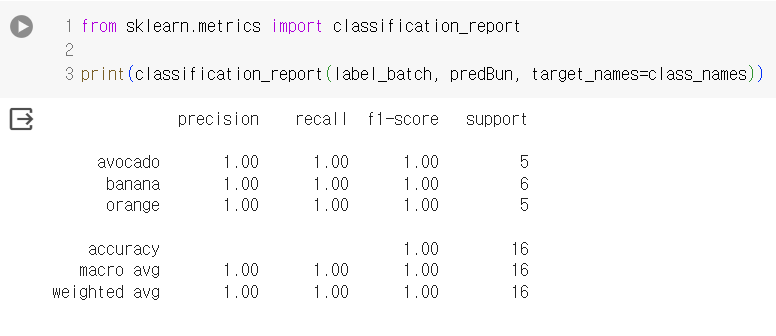 1 from sklearn.metrics import classification_report
2
3 print(classification_report(label_batch, predBun, target_names=class_names))
precision recall f1-score support
avocado 1.00 1.00 1.00 5
banana 1.00 1.00 1.00 6
orange 1.00 1.00 1.00 5
accuracy 1.00 16
macro avg 1.00 1.00 1.00 16
weighted avg 1.00 1.00 1.00 16